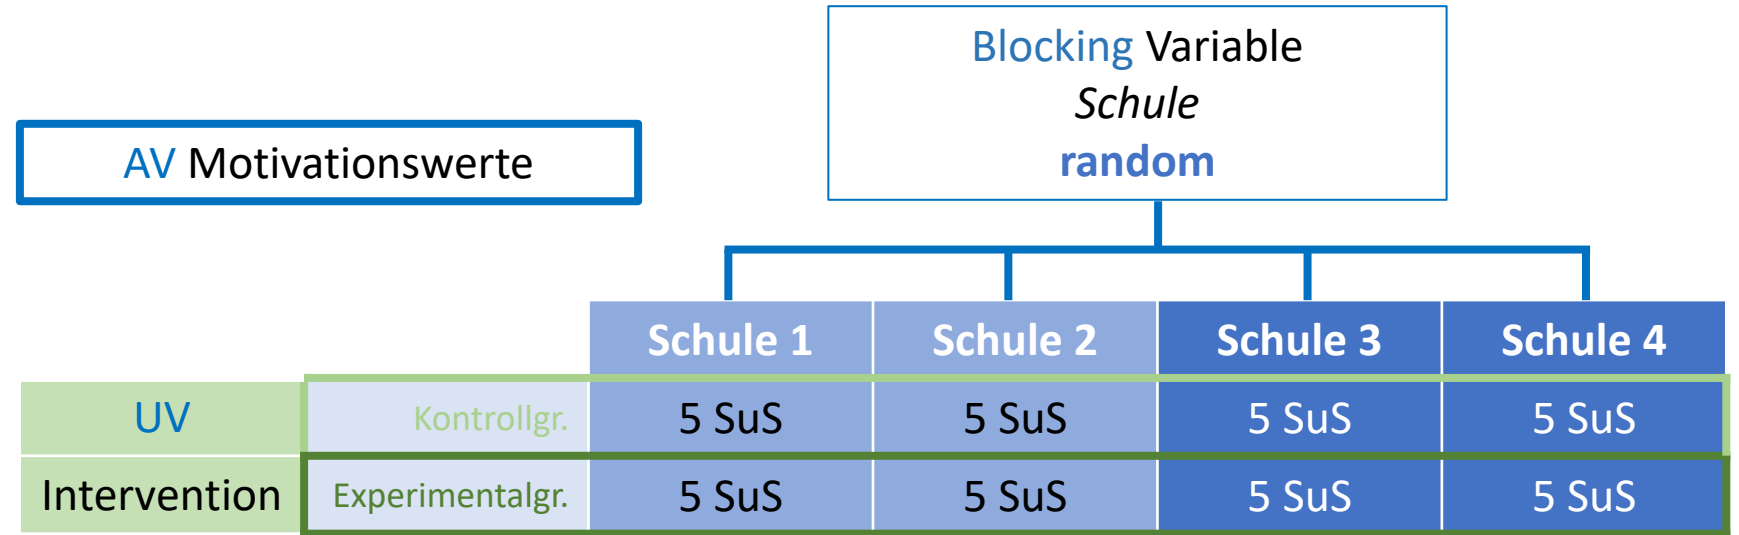 Blocking Variable
Schule
random
AV Motivationswerte
Schule 1 Schule 2 Schule 3 Schule 4
UV Kontrollgr. 5 SuS 5 SuS 5 SuS 5 SuS
Intervention Experimentalgr. 5 SuS 5 SuS 5 SuS 5 SuS